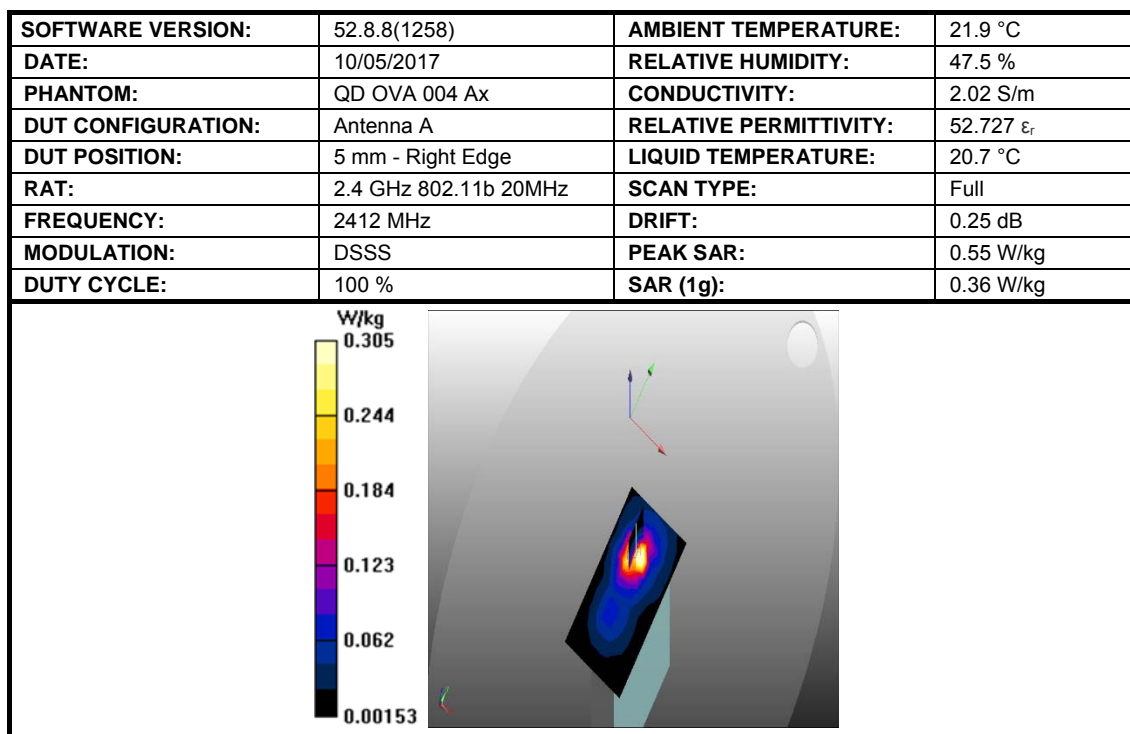 SOFTWARE VERSION: 52.8.8(1258) AMBIENT TEMPERATURE: 21.9 °C
DATE: 10/05/2017 RELATIVE HUMIDITY: 47.5 %
PHANTOM: QD OVA 004 Ax CONDUCTIVITY: 2.02 S/m
DUT CONFIGURATION: Antenna A RELATIVE PERMITTIVITY: 52.727 εᵣ
DUT POSITION: 5 mm - Right Edge LIQUID TEMPERATURE: 20.7 °C
RAT: 2.4 GHz 802.11b 20MHz SCAN TYPE: Full
FREQUENCY: 2412 MHz DRIFT: 0.25 dB
MODULATION: DSSS PEAK SAR: 0.55 W/kg
DUTY CYCLE: 100 % SAR (1g): 0.36 W/kg
W/kg
0.305
0.244
0.184
0.123
0.062
0.00153